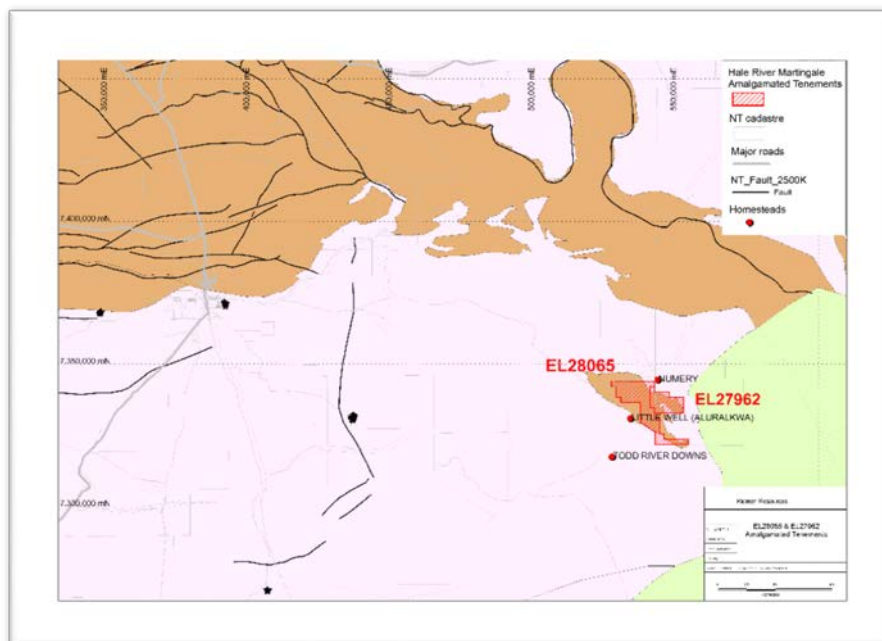 350,000 mE
400,000 mE
500,000 mE
550,000 mE
Hale River Martingale
Amalgamated Tenements
NT cadastre
Major roads
NT_Fault_2500K
Fault
Homesteads
7,400,000 mN
7,350,000 mN
7,300,000 mN
EL28065
NUMERY
EL27962
LITTLE WELL (ALURALKWA)
TODD RIVER DOWNS
Resources
EL28065 & EL27962
Amalgamated Tenements